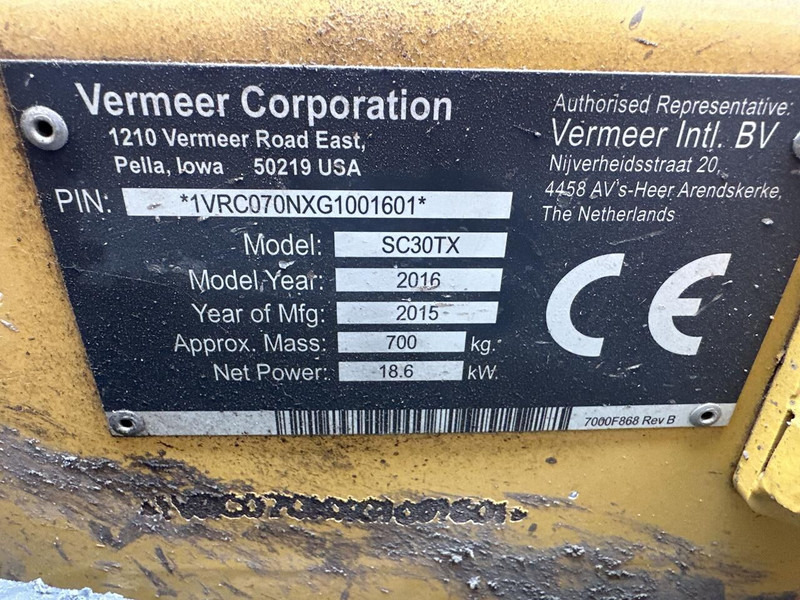 Vermeer Corporation
1210 Vermeer Road East,
Pella, Iowa 50219 USA
PIN: *1VRC070NXG1001601*
Model: SC30TX
Model Year: 2016
Year of Mfg: 2015
Approx. Mass: 700 kg.
Net Power: 18.6 kW.
Authorised Representative:
Vermeer Intl. BV
Nijverheidsstraat 20,
4458 AV's-Heer Arendskerke,
The Netherlands
CE
7000F868 Rev B